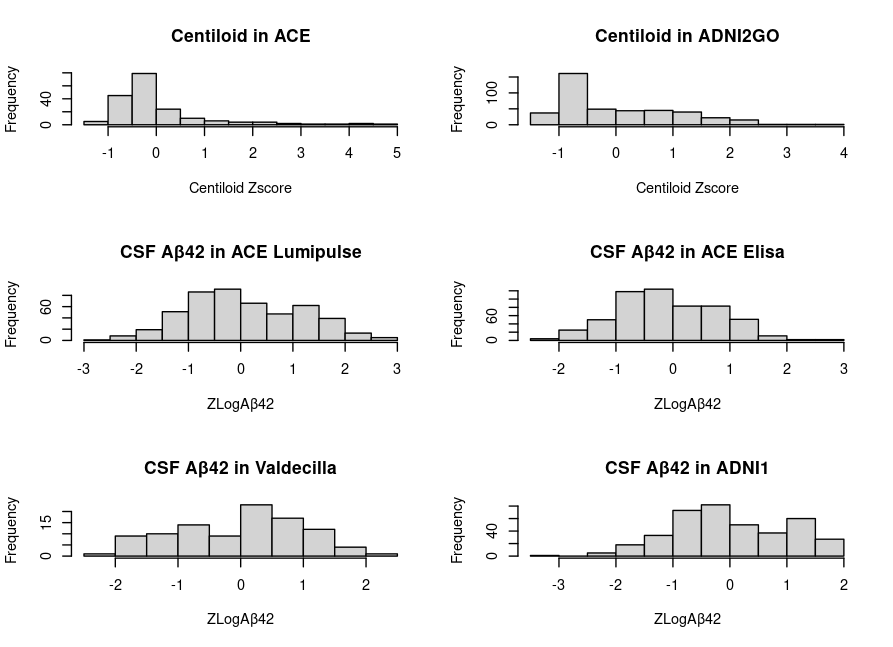 Centiloid in ACE
Frequency
0
40
-1 0 1 2 3 4 5
Centiloid Zscore
Centiloid in ADNI2GO
Frequency
0
100
-1 0 1 2 3 4
Centiloid Zscore
CSF Aβ42 in ACE Lumipulse
Frequency
0
60
-3 -2 -1 0 1 2 3
ZLogAβ42
CSF Aβ42 in ACE Elisa
Frequency
0
60
-2 -1 0 1 2 3
ZLogAβ42
CSF Aβ42 in Valdecilla
Frequency
0
15
-2 -1 0 1 2
ZLogAβ42
CSF Aβ42 in ADNI1
Frequency
0
40
-3 -2 -1 0 1 2
ZLogAβ42